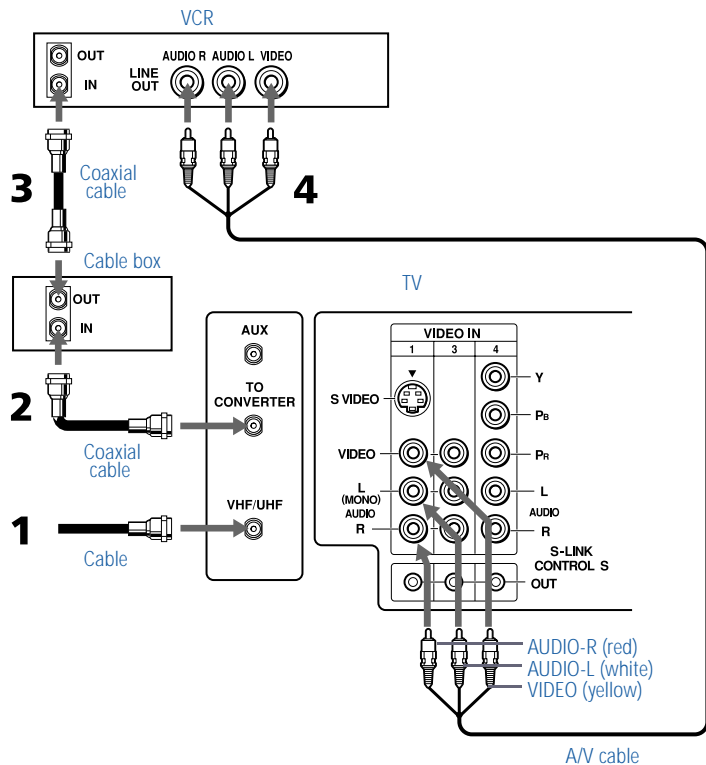 VCR
OUT
IN
LINE OUT
AUDIO R AUDIO L VIDEO
3
Coaxial cable
4
Cable box
OUT
IN
TV
AUX
TO CONVERTER
VHF/UHF
2
Coaxial cable
1
Cable
VIDEO IN
1 3 4
S VIDEO
VIDEO
L (MONO)
AUDIO
R
Y
PB
PR
L
AUDIO
R
S-LINK
CONTROL S
OUT
AUDIO-R (red)
AUDIO-L (white)
VIDEO (yellow)
A/V cable